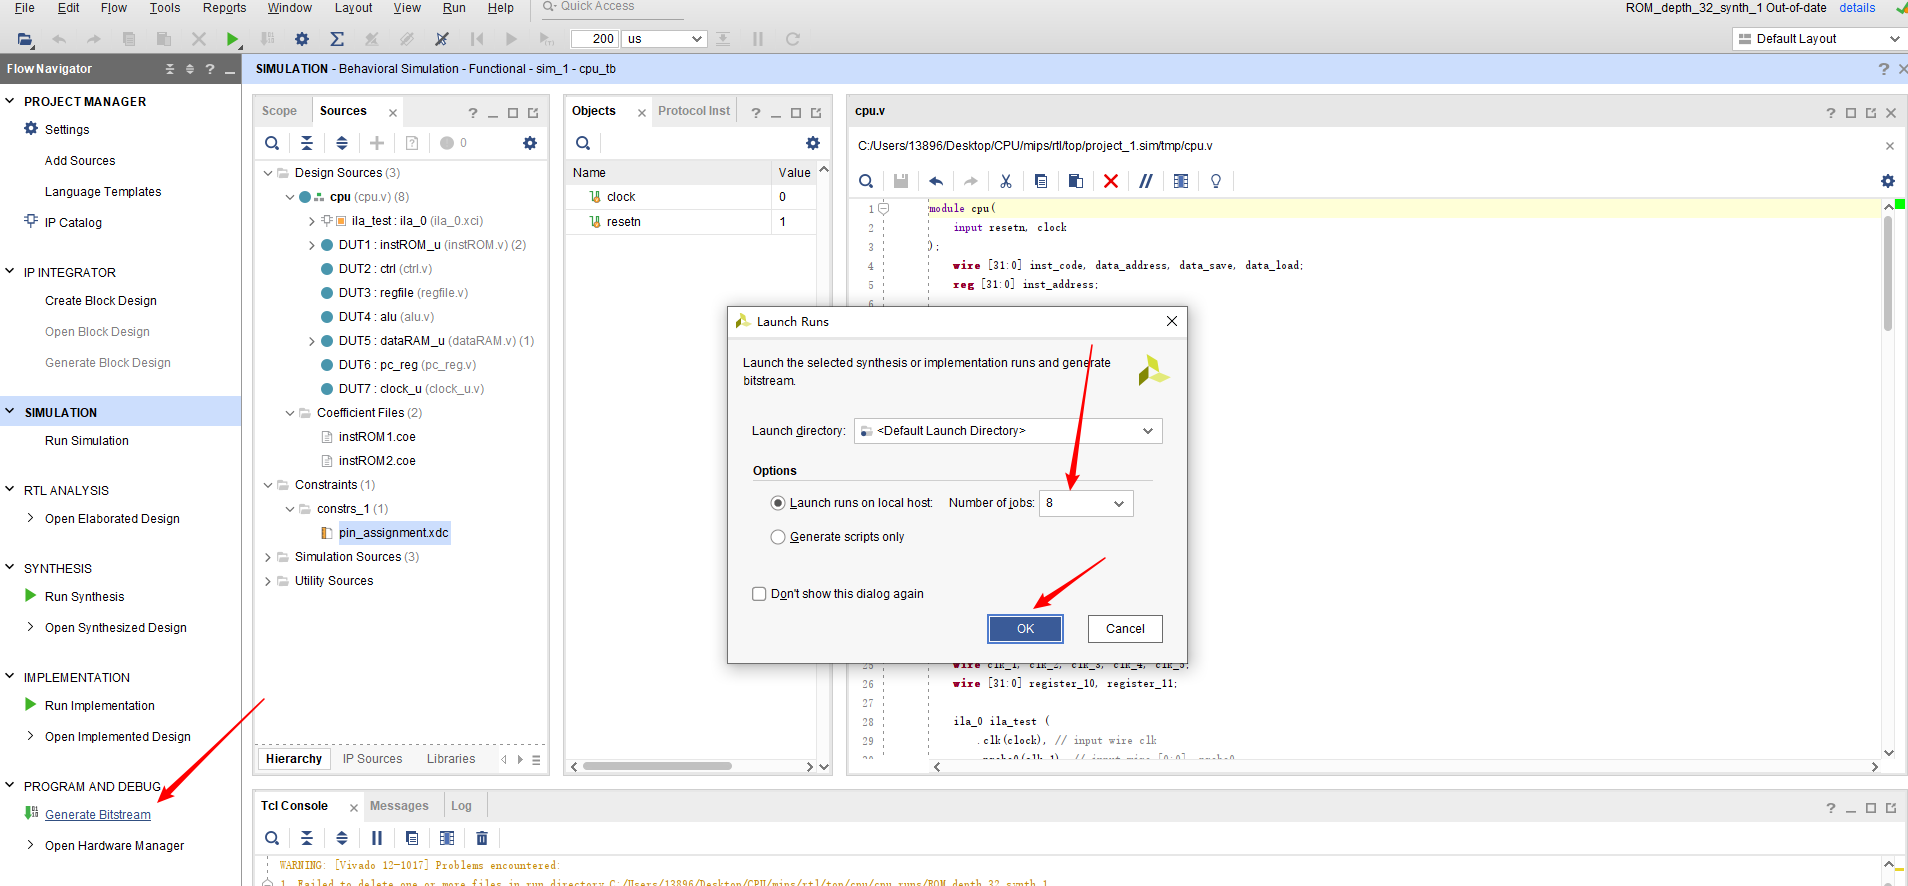 File Edit Flow Tools Reports Window Layout View Run Help Quick Access ROM_depth_32_synth_1 Out-of-date details
200 us Default Layout
Flow Navigator
SIMULATION - Behavioral Simulation - Functional - sim_1 - cpu_tb
PROJECT MANAGER
Settings
Add Sources
Language Templates
IP Catalog
IP INTEGRATOR
Create Block Design
Open Block Design
Generate Block Design
SIMULATION
Run Simulation
RTL ANALYSIS
Open Elaborated Design
SYNTHESIS
Run Synthesis
Open Synthesized Design
IMPLEMENTATION
Run Implementation
Open Implemented Design
PROGRAM AND DEBUG
Generate Bitstream
Open Hardware Manager
Scope Sources
0
Design Sources (3)
cpu (cpu.v) (8)
ila_test : ila_0 (ila_0.xci)
DUT1 : instROM_u (instROM.v) (2)
DUT2 : ctrl (ctrl.v)
DUT3 : regfile (regfile.v)
DUT4 : alu (alu.v)
DUT5 : dataRAM_u (dataRAM.v) (1)
DUT6 : pc_reg (pc_reg.v)
DUT7 : clock_u (clock_u.v)
Coefficient Files (2)
instROM1.coe
instROM2.coe
Constraints (1)
constrs_1 (1)
pin_assignment.xdc
Simulation Sources (3)
Utility Sources
Hierarchy IP Sources Libraries
Objects Protocol Inst
Name Value
clock 0
resetn 1
cpu.v
C:/Users/13896/Desktop/CPU/mips/rtl/top/project_1.sim/tmp/cpu.v
1 module cpu(
2 input resetn, clock
3 );
4 wire [31:0] inst_code, data_address, data_save, data_load;
5 reg [31:0] inst_address;
6
Launch Runs
Launch the selected synthesis or implementation runs and generate
bitstream.
Launch directory: <Default Launch Directory>
Options
Launch runs on local host: Number of jobs: 8
Generate scripts only
Don't show this dialog again
OK Cancel
25 wire clk_1, clk_2, clk_3, clk_4, clk_5;
26 wire [31:0] register_10, register_11;
27
28 ila_0 ila_test (
29 .clk(clock), // input wire clk
30 .probe0(clk_1), // input wire [0:0] probe0
Tcl Console Messages Log
WARNING: [Vivado 12-1017] Problems encountered:
1. Failed to delete one or more files in run directory C:/Users/13896/Desktop/CPU/mips/rtl/top/cpu/cpu.runs/ROM_depth_32_synth_1